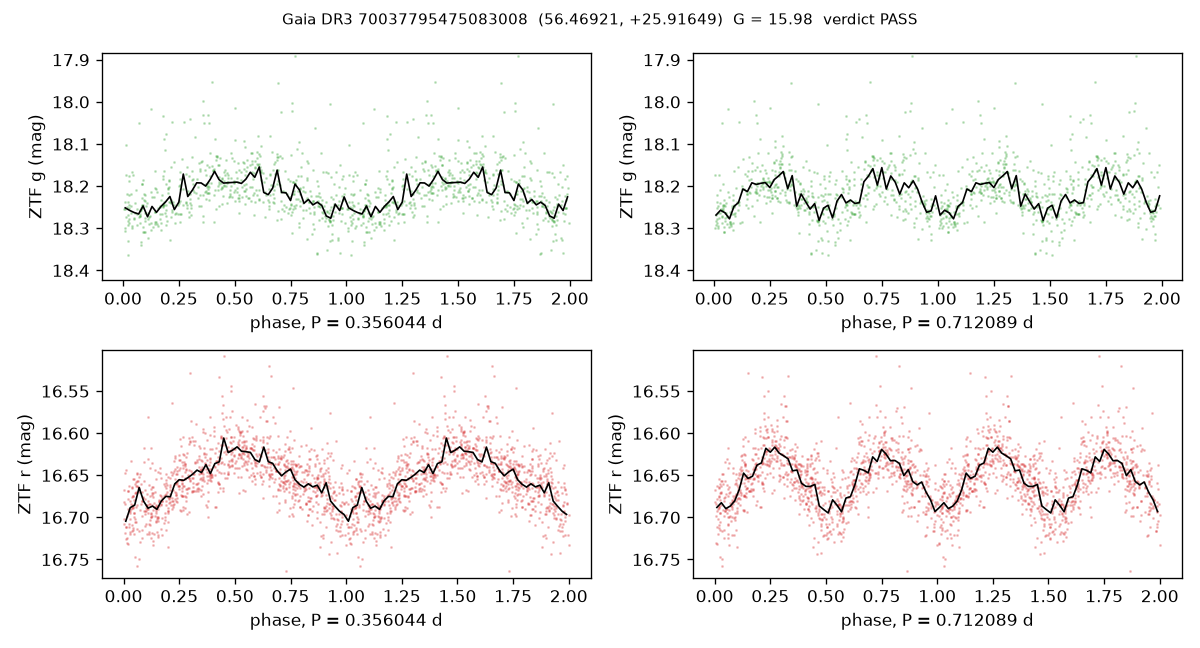 Gaia DR3 70037795475083008 (56.46921, +25.91649) G = 15.98 verdict PASS
17.9
18.0
18.1
18.2
18.3
18.4
ZTF g (mag)
0.00 0.25 0.50 0.75 1.00 1.25 1.50 1.75 2.00
phase, P = 0.356044 d
17.9
18.0
18.1
18.2
18.3
18.4
ZTF g (mag)
0.00 0.25 0.50 0.75 1.00 1.25 1.50 1.75 2.00
phase, P = 0.712089 d
16.55
16.60
16.65
16.70
16.75
ZTF r (mag)
0.00 0.25 0.50 0.75 1.00 1.25 1.50 1.75 2.00
phase, P = 0.356044 d
16.55
16.60
16.65
16.70
16.75
ZTF r (mag)
0.00 0.25 0.50 0.75 1.00 1.25 1.50 1.75 2.00
phase, P = 0.712089 d